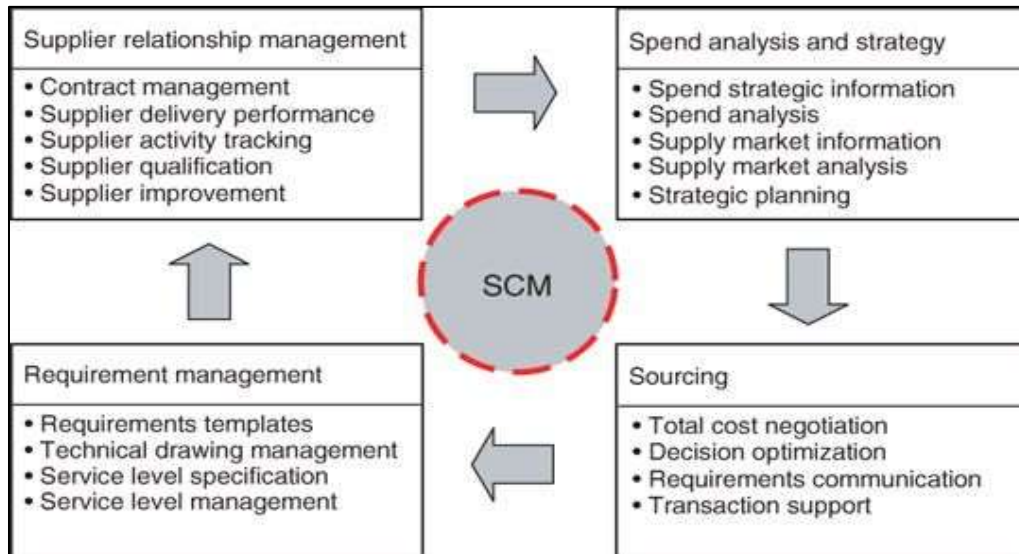 Supplier relationship management
• Contract management
• Supplier delivery performance
• Supplier activity tracking
• Supplier qualification
• Supplier improvement
Spend analysis and strategy
• Spend strategic information
• Spend analysis
• Supply market information
• Supply market analysis
• Strategic planning
SCM
Requirement management
• Requirements templates
• Technical drawing management
• Service level specification
• Service level management
Sourcing
• Total cost negotiation
• Decision optimization
• Requirements communication
• Transaction support